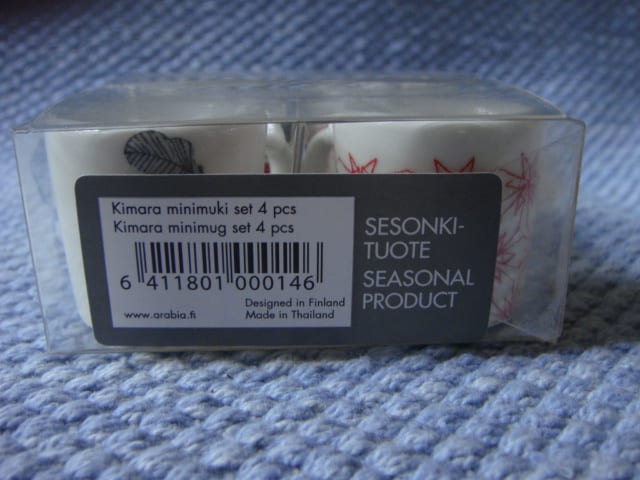 Kimara minimuki set 4 pcs
Kimara minimug set 4 pcs
6 411801 000146
Designed in Finland
www.arabia.fi Made in Thailand
SESONKI-
TUOTE
SEASONAL
PRODUCT